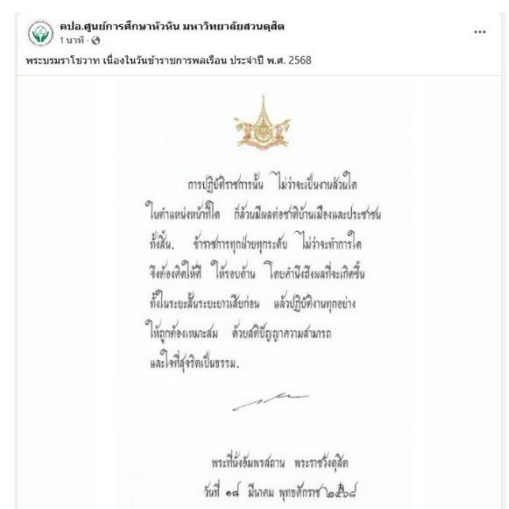 คปอ.ศูนย์การศึกษาหัวหิน มหาวิทยาลัยสวนดุสิต
1 นาที ·
พระบรมราโชวาท เนื่องในวันข้าราชการพลเรือน ประจำปี พ.ศ. 2568
การปฏิบัติราชการนั้น ไม่ว่าจะเป็นงานส่วนใด
ในตำแหน่งหน้าที่ใด ก็ล้วนมีผลต่อชาติบ้านเมืองและประชาชน
ทั้งสิ้น. ข้าราชการทุกฝ่ายทุกระดับ ไม่ว่าจะทำการใด
จึงต้องคิดให้ดี ให้รอบด้าน โดยคำนึงถึงผลที่จะเกิดขึ้น
ทั้งในระยะสั้นระยะยาวเสียก่อน แล้วปฏิบัติงานทุกอย่าง
ให้ถูกต้องเหมาะสม ด้วยสติปัญญาความสามารถ
และใจที่สุจริตเป็นธรรม.
พระที่นั่งอัมพรสถาน พระราชวังดุสิต
วันที่ ๑๘ มีนาคม พุทธศักราช ๒๕๖๘